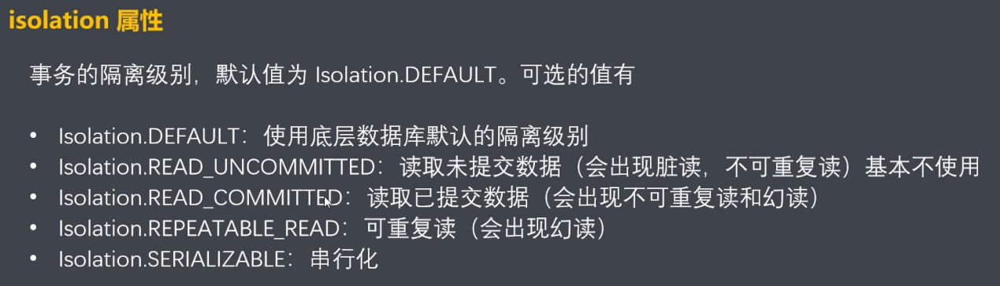 isolation 属性
事务的隔离级别，默认值为 Isolation.DEFAULT。可选的值有
• Isolation.DEFAULT：使用底层数据库默认的隔离级别
• Isolation.READ_UNCOMMITTED：读取未提交数据（会出现脏读，不可重复读）基本不使用
• Isolation.READ_COMMITTED：读取已提交数据（会出现不可重复读和幻读）
• Isolation.REPEATABLE_READ：可重复读（会出现幻读）
• Isolation.SERIALIZABLE：串行化